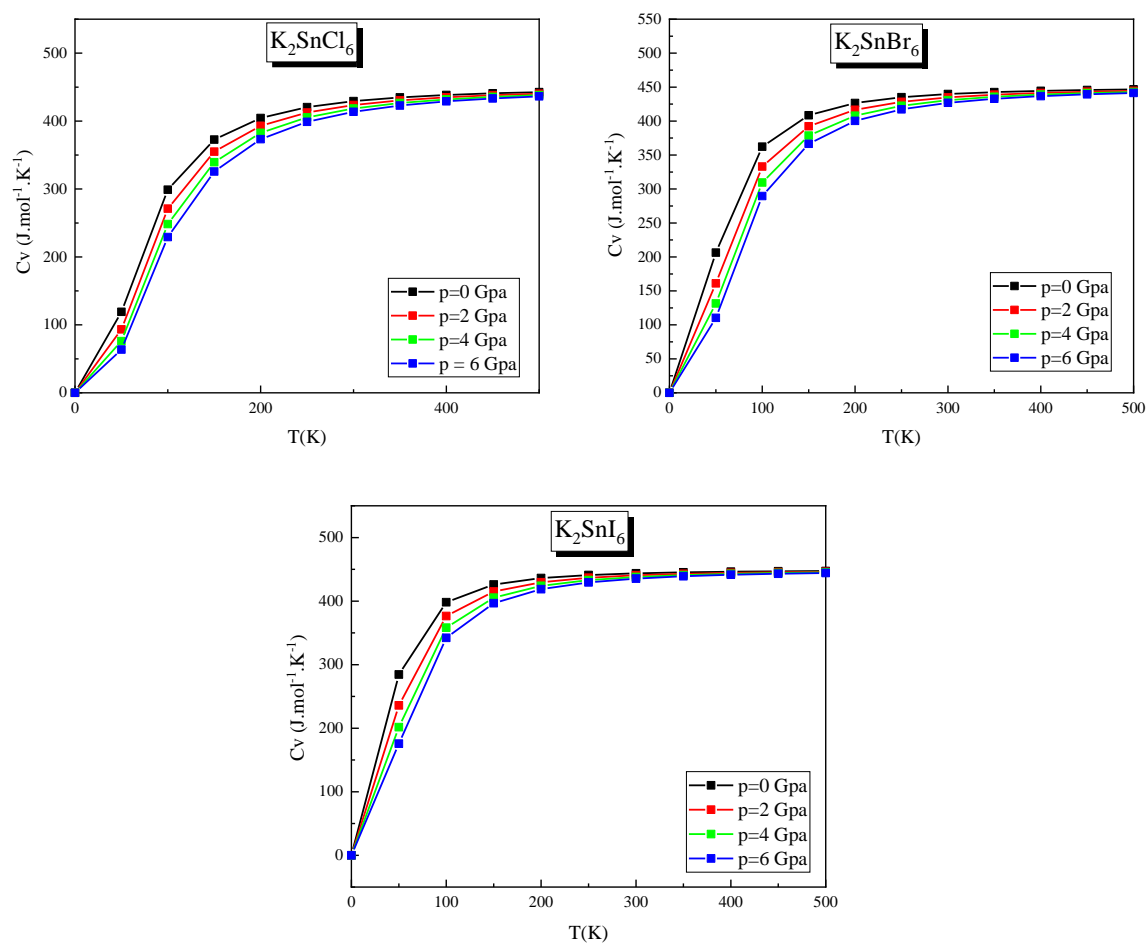 K₂SnCl₆
500
400
300
200
100
0
Cv (J.mol⁻¹.K⁻¹)
0
200
400
T(K)
p=0 Gpa
p=2 Gpa
p=4 Gpa
p = 6 Gpa
K₂SnBr₆
550
500
450
400
350
300
250
200
150
100
50
0
Cv (J.mol⁻¹.K⁻¹)
0
100
200
300
400
500
T(K)
p=0 Gpa
p=2 Gpa
p=4 Gpa
p=6 Gpa
K₂SnI₆
500
400
300
200
100
0
Cv (J.mol⁻¹.K⁻¹)
0
100
200
300
400
500
T(K)
p=0 Gpa
p=2 Gpa
p=4 Gpa
p=6 Gpa